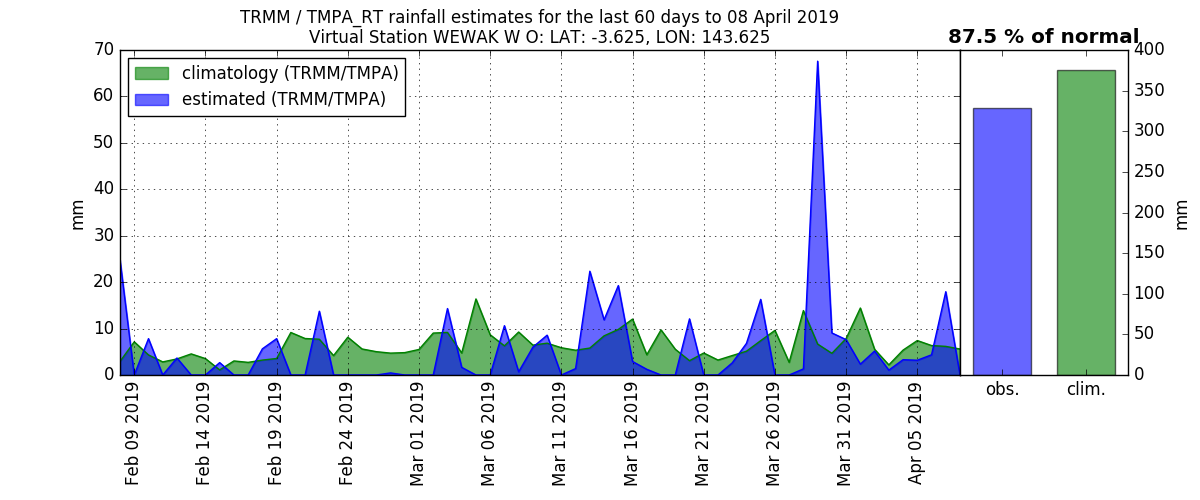 TRMM / TMPA_RT rainfall estimates for the last 60 days to 08 April 2019
Virtual Station WEWAK W O: LAT: -3.625, LON: 143.625
87.5 % of normal
climatology (TRMM/TMPA)
estimated (TRMM/TMPA)
70
60
50
40
30
20
10
0
mm
Feb 09 2019
Feb 14 2019
Feb 19 2019
Feb 24 2019
Mar 01 2019
Mar 06 2019
Mar 11 2019
Mar 16 2019
Mar 21 2019
Mar 26 2019
Mar 31 2019
Apr 05 2019
obs.
clim.
400
350
300
250
200
150
100
50
0
mm